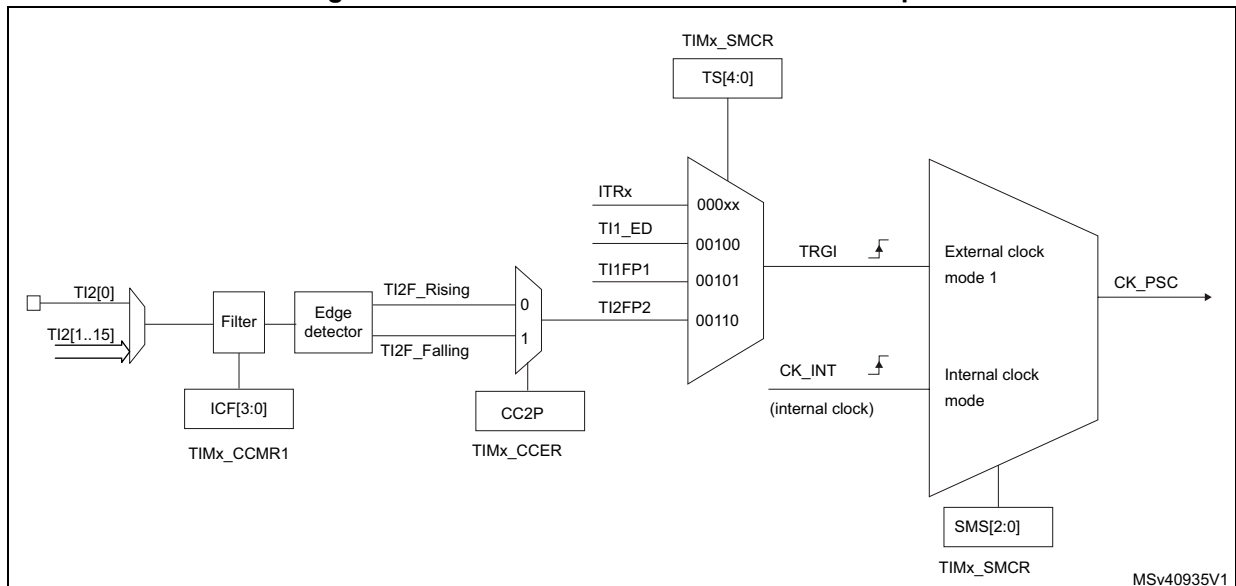 TIMx_SMCR
TS[4:0]
ITRx
000xx
TI1_ED
00100
TRGI
TI1FP1
00101
TI2FP2
00110
External clock
mode 1
CK_PSC
TI2[0]
TI2[1..15]
Filter
Edge
detector
TI2F_Rising
TI2F_Falling
0
1
ICF[3:0]
TIMx_CCMR1
CC2P
TIMx_CCER
CK_INT
(internal clock)
Internal clock
mode
SMS[2:0]
TIMx_SMCR
MSv40935V1